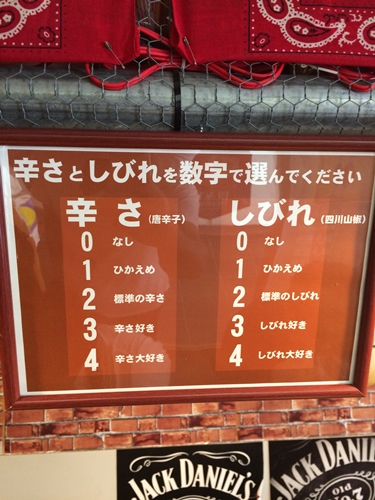 辛さとしびれを数字で選んでください
辛さ(唐辛子)
0 なし
1 ひかえめ
2 標準の辛さ
3 辛さ好き
4 辛さ大好き
しびれ(四川山椒)
0 なし
1 ひかえめ
2 標準のしびれ
3 しびれ好き
4 しびれ大好き
JACK DANIEL'S
JACK DANIEL
Old